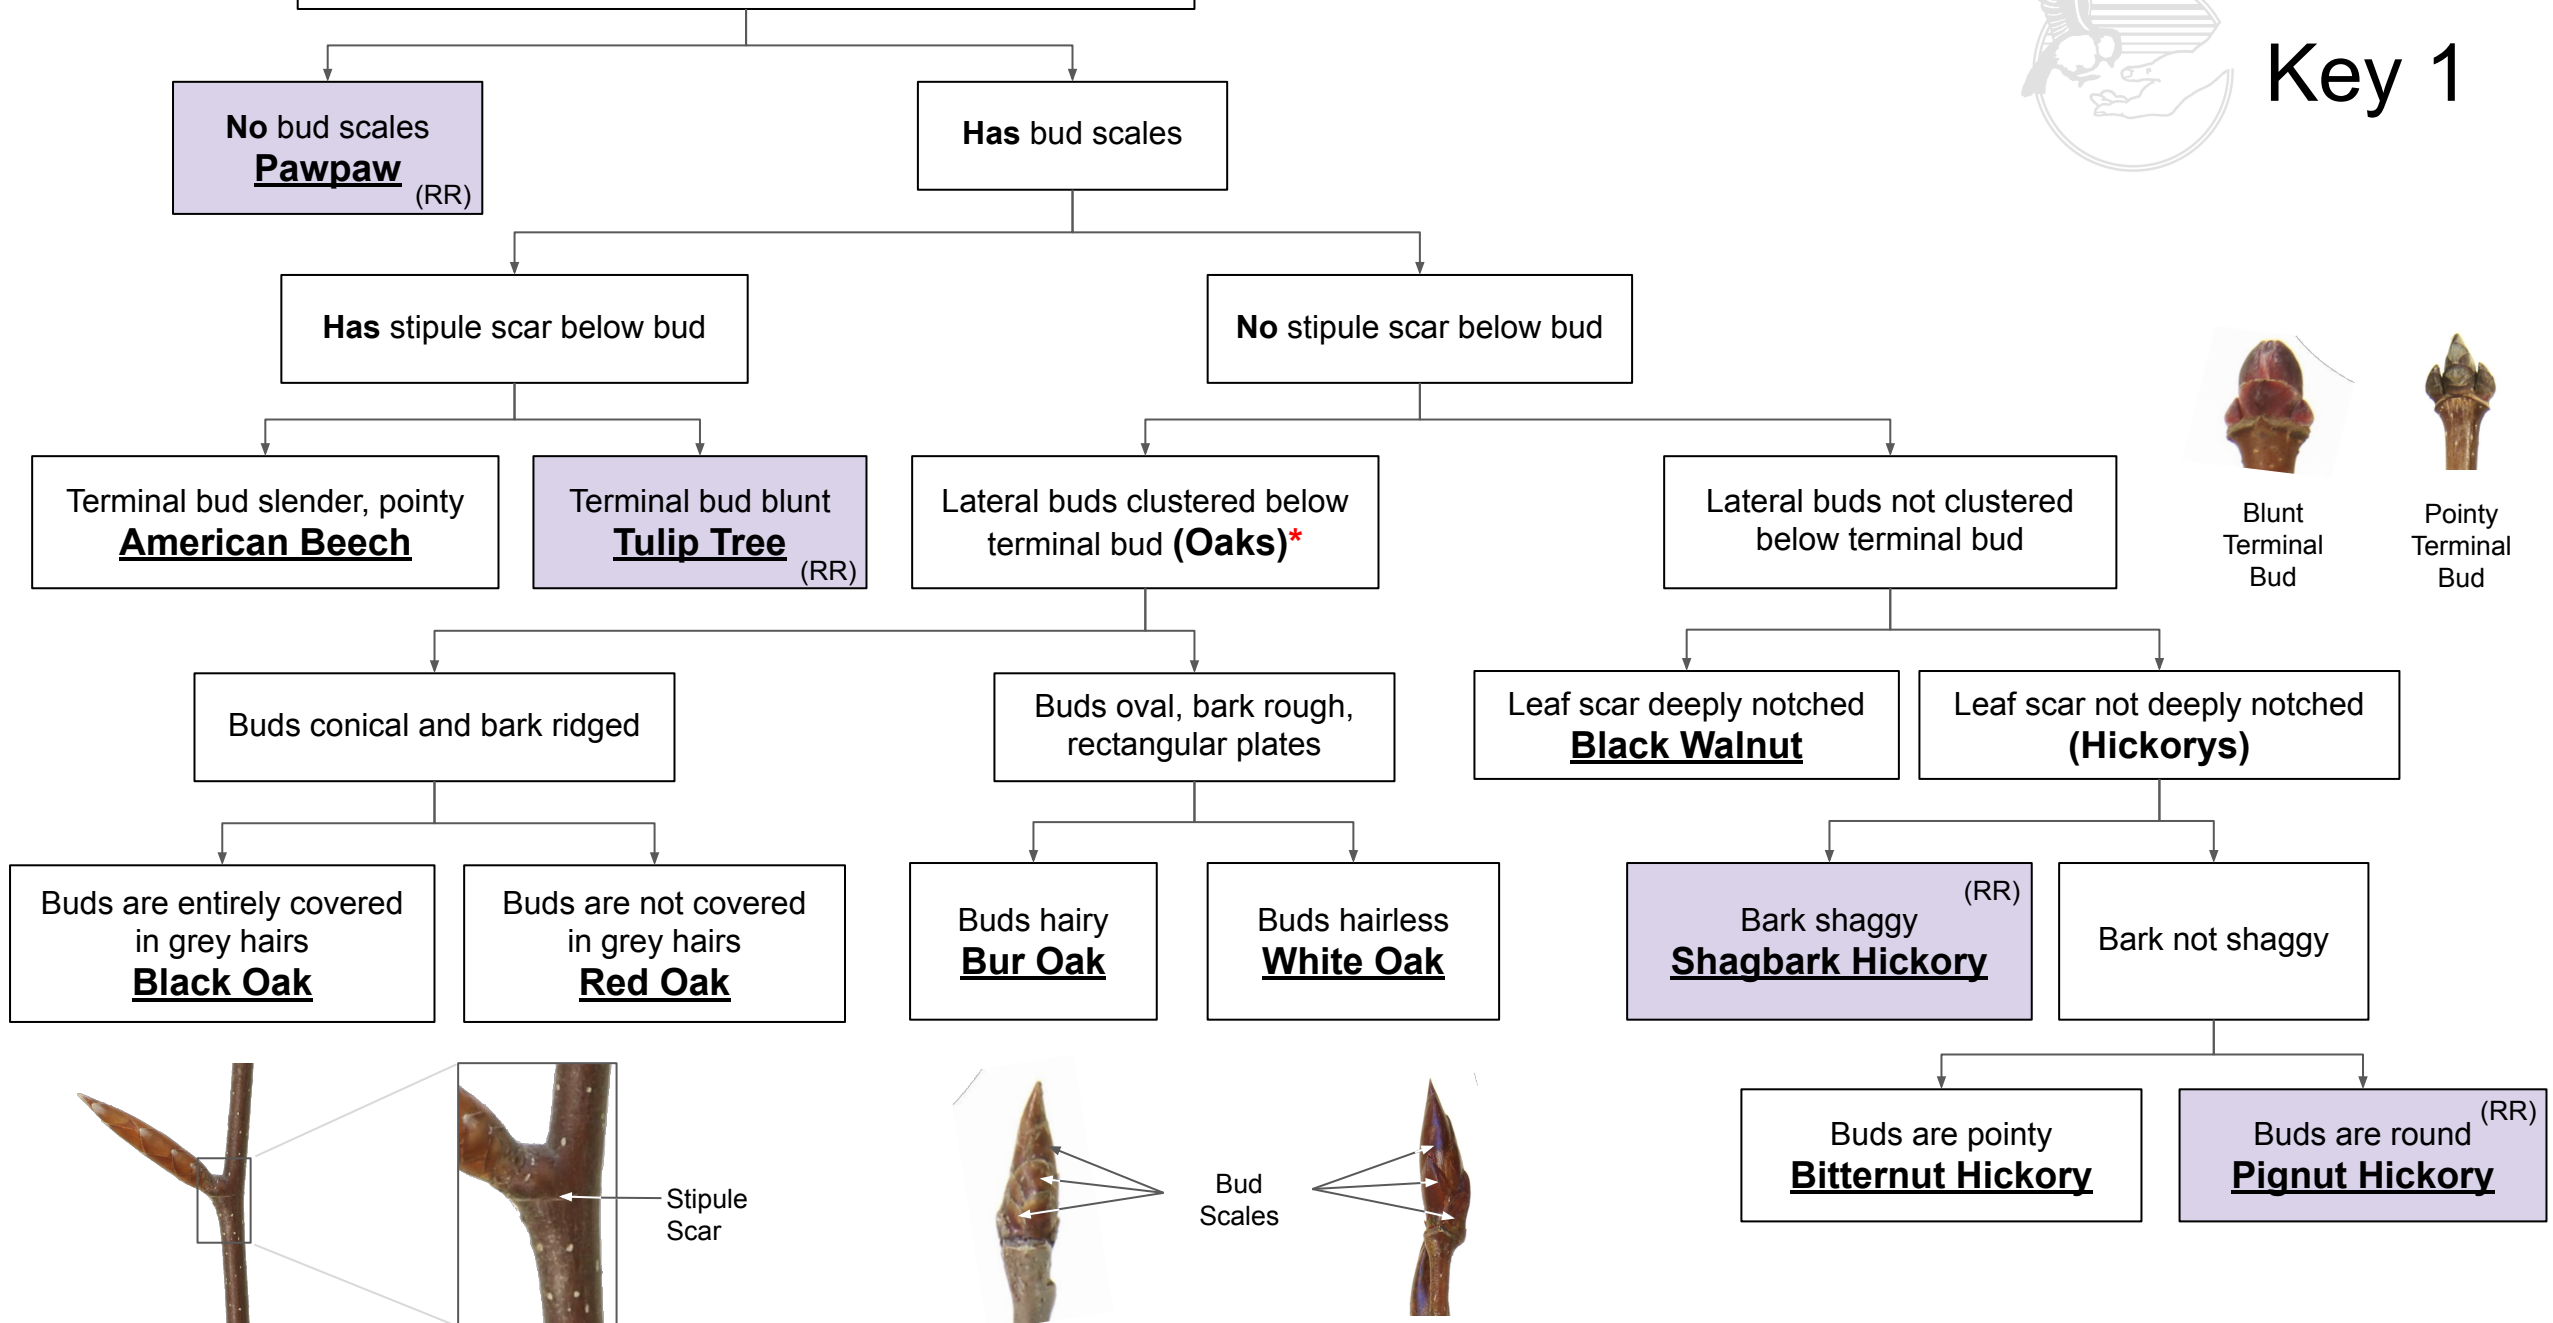 Key 1
No bud scales
Pawpaw
(RR)
Has bud scales
Has stipule scar below bud
No stipule scar below bud
Terminal bud slender, pointy
American Beech
Terminal bud blunt
Tulip Tree
(RR)
Lateral buds clustered below
terminal bud (Oaks)*
Lateral buds not clustered
below terminal bud
Blunt
Terminal
Bud
Pointy
Terminal
Bud
Buds conical and bark ridged
Buds oval, bark rough,
rectangular plates
Leaf scar deeply notched
Black Walnut
Leaf scar not deeply notched
(Hickorys)
Buds are entirely covered
in grey hairs
Black Oak
Buds are not covered
in grey hairs
Red Oak
Buds hairy
Bur Oak
Buds hairless
White Oak
(RR)
Bark shaggy
Shagbark Hickory
Bark not shaggy
Stipule
Scar
Bud
Scales
Buds are pointy
Bitternut Hickory
(RR)
Buds are round
Pignut Hickory